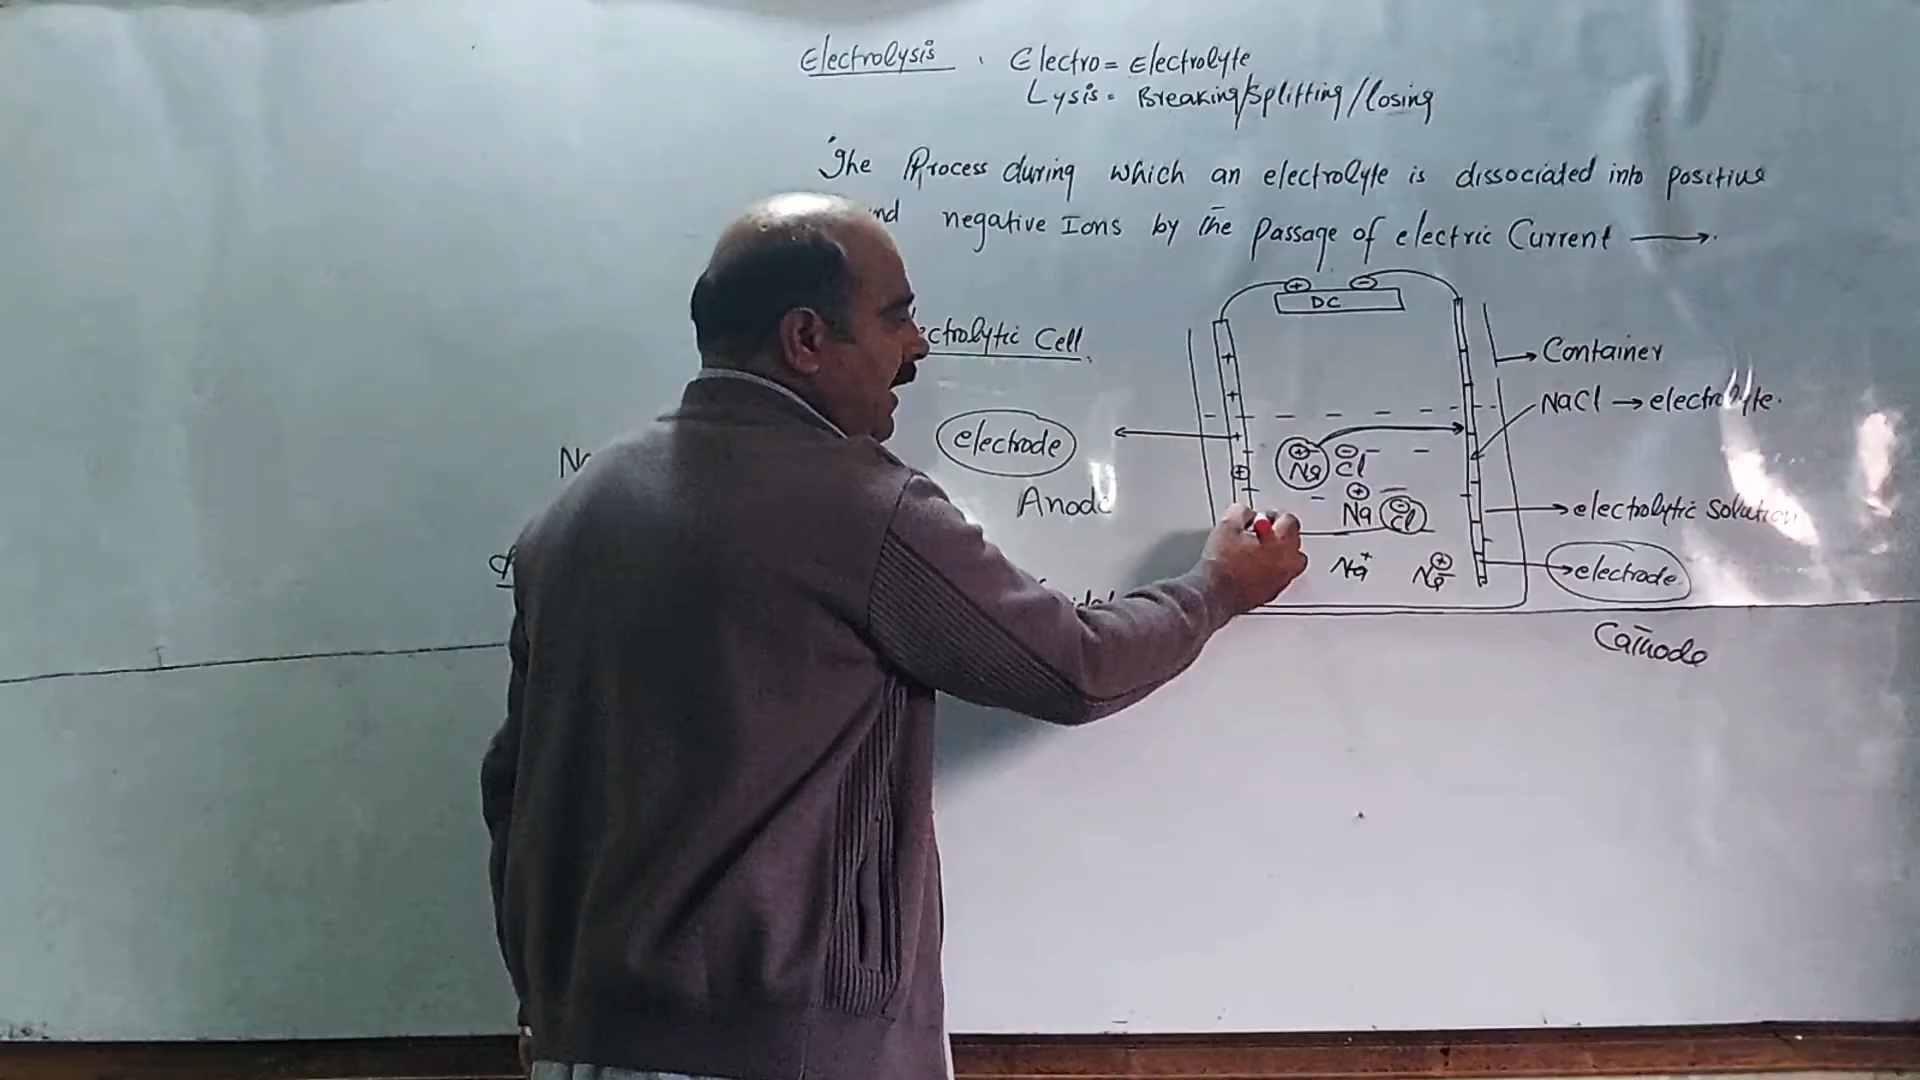 Electrolysis . Electro = Electrolyte
Lysis = Breaking/Splitting/losing
The Process during which an electrolyte is dissociated into positive
nd negative Ions by the passage of electric Current ⟶.
+ - DC
ctrolytic Cell.
Container
NaCl → electrolyte.
electrode
Na + Cl -
Anode
Na + Cl -
electrolytic solution
Na+ Na+
electrode
Cathode